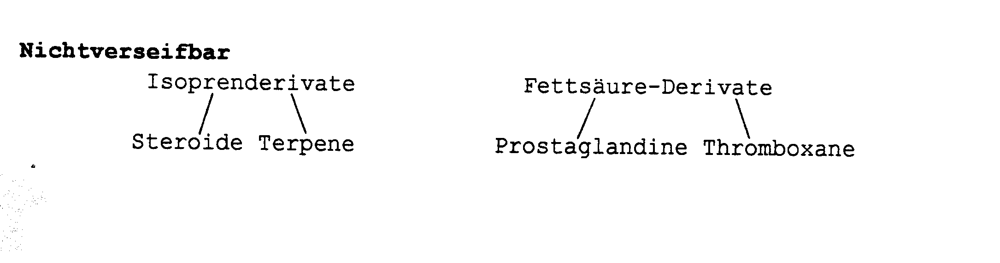 Nichtverseifbar
Isoprenderivate Fettsäure-Derivate
Steroide Terpene Prostaglandine Thromboxane